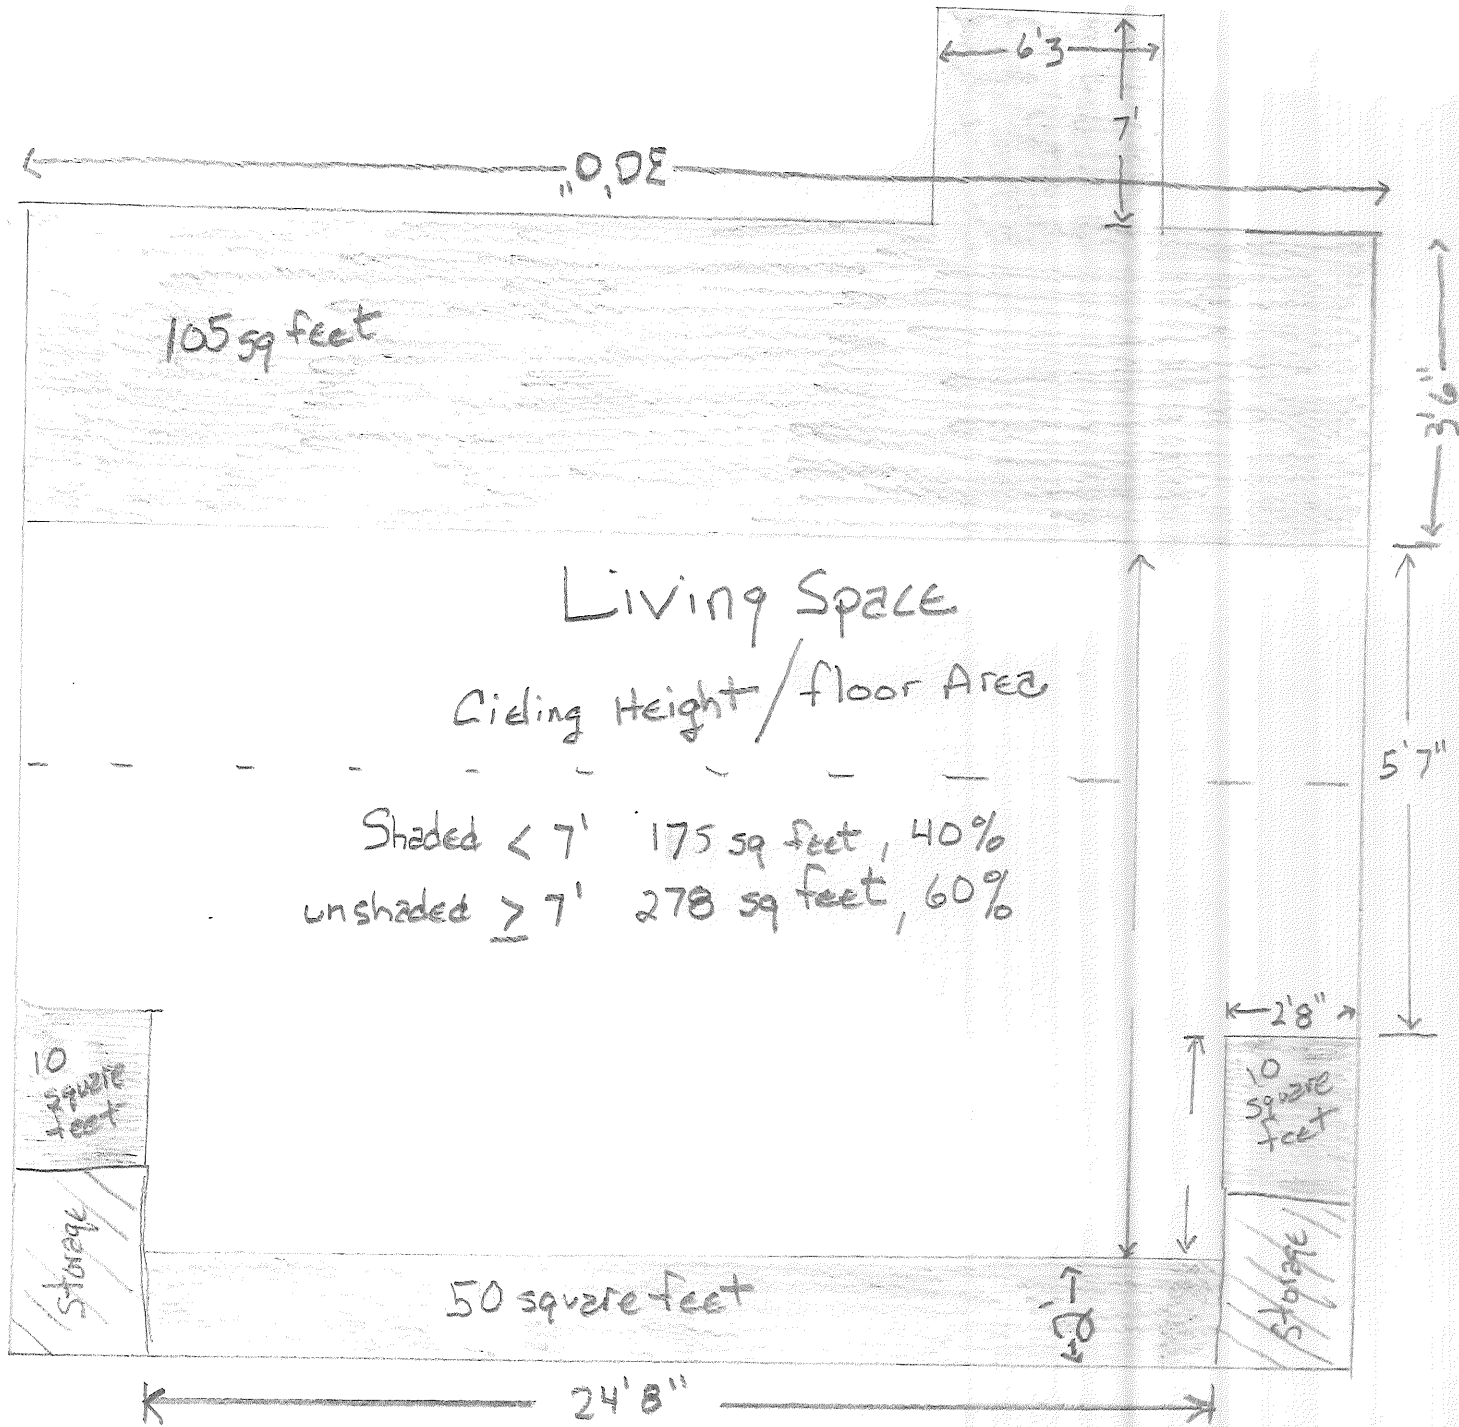 6'3
7'
30'0"
105 sq feet
3'6"
Living Space
Cieling Height / floor Area
5'7"
Shaded < 7' 175 sq feet, 40%
unshaded ≥ 7' 278 sq feet, 60%
2'8"
10
square
feet
10
square
feet
Storage
Storage
50 square feet
2'
24'8"